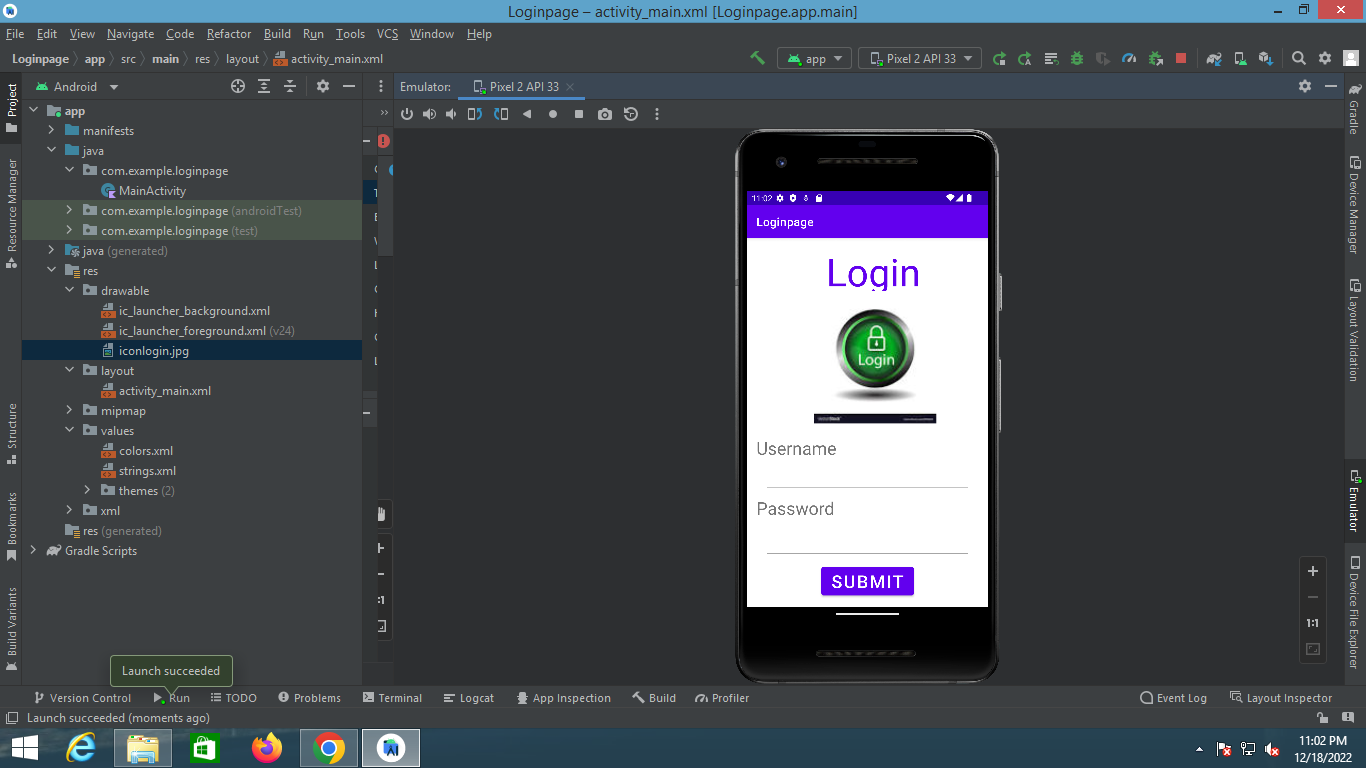 Loginpage – activity_main.xml [Loginpage.app.main]
File Edit View Navigate Code Refactor Build Run Tools VCS Window Help
Loginpage app src main res layout activity_main.xml
app Pixel 2 API 33
Project
Resource Manager
Structure
Bookmarks
Build Variants
Android
app
manifests
java
com.example.loginpage
MainActivity
com.example.loginpage (androidTest)
com.example.loginpage (test)
java (generated)
res
drawable
ic_launcher_background.xml
ic_launcher_foreground.xml (v24)
iconlogin.jpg
layout
activity_main.xml
mipmap
values
colors.xml
strings.xml
themes (2)
xml
res (generated)
Gradle Scripts
Emulator: Pixel 2 API 33
11:02
Loginpage
Login
Login
Username
Password
SUBMIT
1:1
Gradle
Device Manager
Layout Validation
Emulator
Device File Explorer
Launch succeeded
Version Control Run TODO Problems Terminal Logcat App Inspection Build Profiler Event Log Layout Inspector
Launch succeeded (moments ago)
11:02 PM
12/18/2022